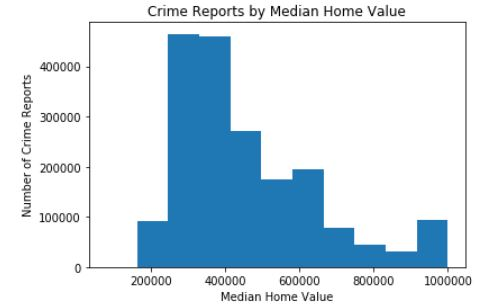 Crime Reports by Median Home Value
Number of Crime Reports
400000
300000
200000
100000
0
200000 400000 600000 800000 1000000
Median Home Value